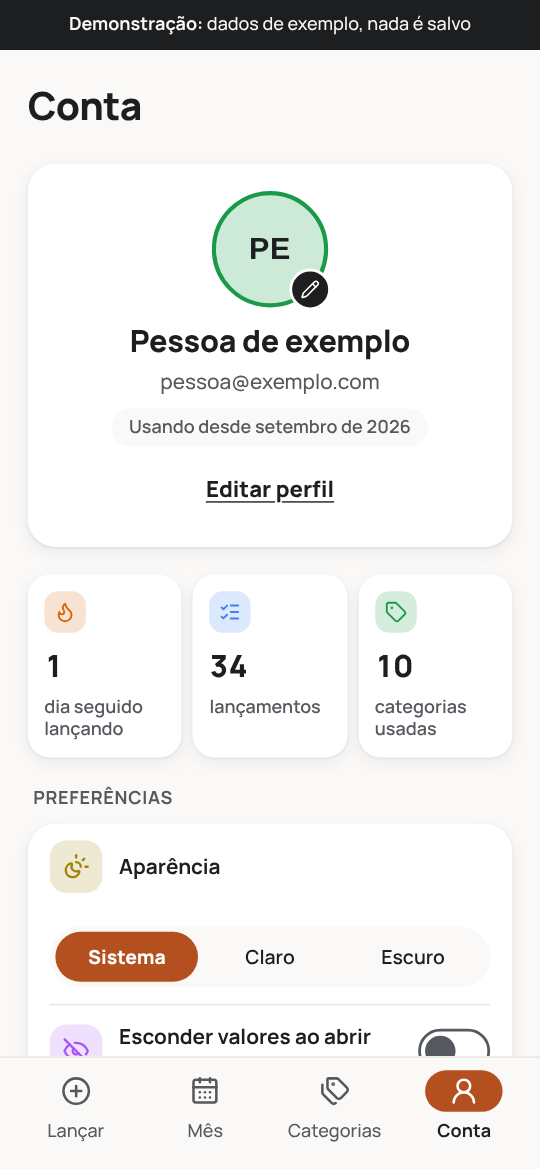 Demonstração: dados de exemplo, nada é salvo
Conta
PE
Pessoa de exemplo
pessoa@exemplo.com
Usando desde setembro de 2026
Editar perfil
1
dia seguido
lançando
34
lançamentos
10
categorias
usadas
PREFERÊNCIAS
Aparência
Sistema
Claro
Escuro
Esconder valores ao abrir
Lançar
Mês
Categorias
Conta